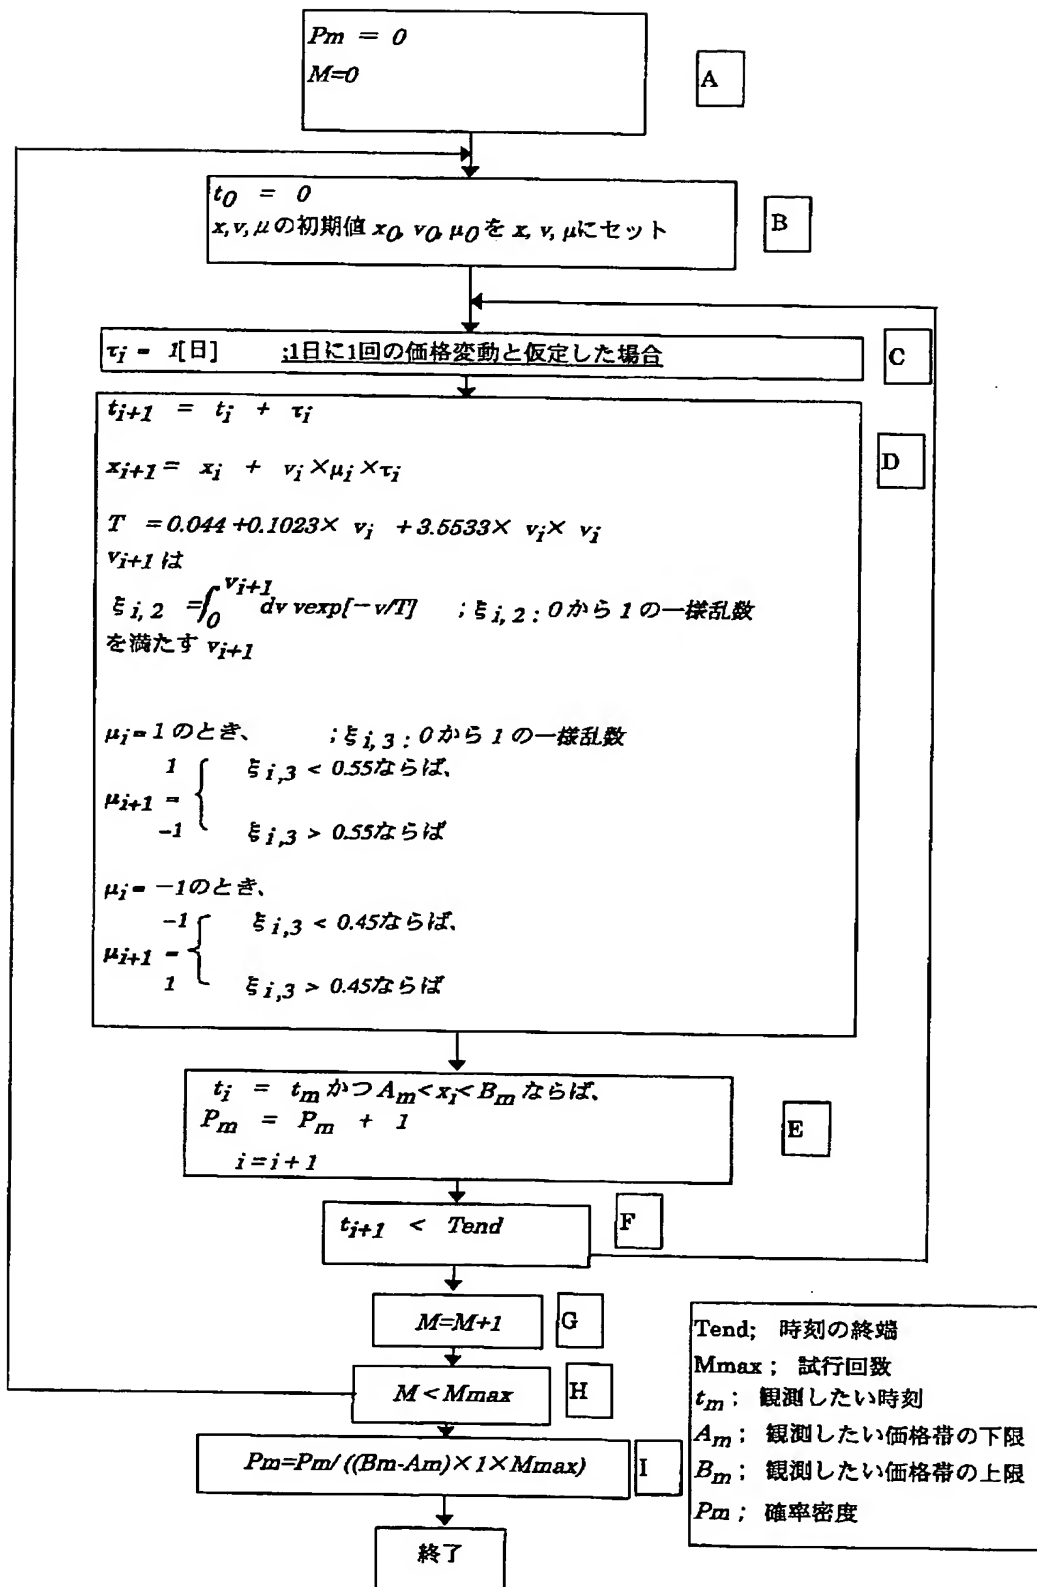 Pm = 0
M=0
A
t0 = 0
x, v, μの初期値 x0, v0, μ0 を x, v, μにセット
B
τi = 1[日] ;1日に1回の価格変動と仮定した場合
C
ti+1 = ti + τi
D
xi+1 = xi + vi×μi×τi
T = 0.044+0.1023× vi +3.5533× vi× vi
vi+1 は
ξi,2 =∫0^vi+1 dv vexp[−v/T] ;ξi,2 : 0から1の一様乱数
を満たす vi+1
μi=1のとき、 ;ξi,3 : 0から1の一様乱数
1 { ξi,3 < 0.55ならば、
μi+1 =
-1 ξi,3 > 0.55ならば
μi= −1のとき、
-1 { ξi,3 < 0.45ならば、
μi+1 =
1 ξi,3 > 0.45ならば
ti = tm かつ Am<xi<Bm ならば、
Pm = Pm + 1
i=i+1
E
ti+1 < Tend
F
M=M+1
G
M<Mmax
H
Pm=Pm/((Bm-Am)×1×Mmax)
I
終了
Tend; 時刻の終端
Mmax; 試行回数
tm; 観測したい時刻
Am; 観測したい価格帯の下限
Bm; 観測したい価格帯の上限
Pm; 確率密度